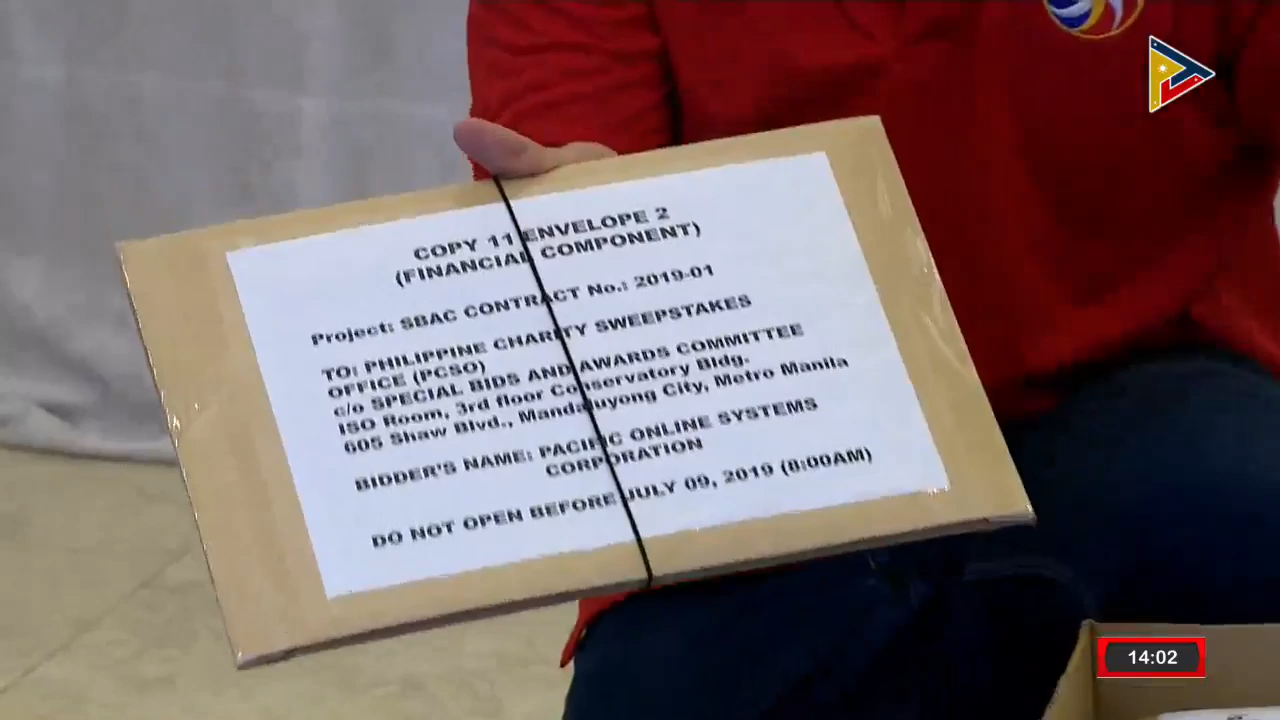 COPY 11 ENVELOPE 2
(FINANCIAL COMPONENT)
Project: SBAC CONTRACT No.: 2019-01
TO: PHILIPPINE CHARITY SWEEPSTAKES
OFFICE (PCSO)
c/o SPECIAL BIDS AND AWARDS COMMITTEE
ISO Room, 3rd floor Conservatory Bldg.
605 Shaw Blvd., Mandaluyong City, Metro Manila
BIDDER'S NAME: PACIFIC ONLINE SYSTEMS
CORPORATION
DO NOT OPEN BEFORE JULY 09, 2019 (8:00AM)
14:02